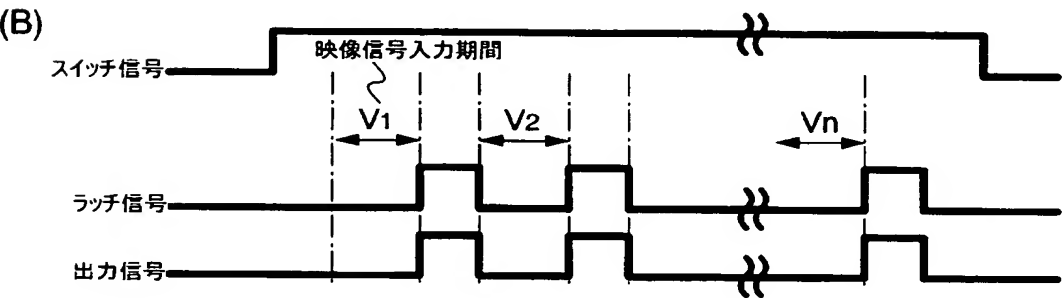 (B)
映像信号入力期間
スイッチ信号
V1 V2 Vn
ラッチ信号
出力信号